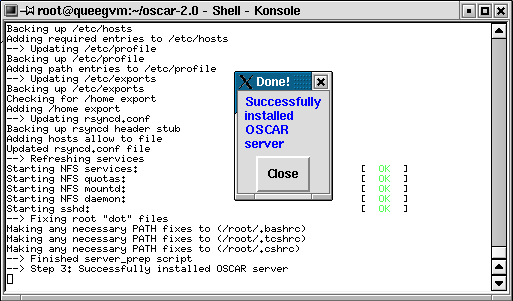 root@queegvm:~/oscar-2.0 - Shell - Konsole
Backing up /etc/hosts
Adding required entries to /etc/hosts
--> Updating /etc/profile
Backing up /etc/profile
Adding path entries to /etc/profile
--> Updating /etc/exports
Backing up /etc/exports
Checking for /home export
Adding /home export
--> Updating rsyncd.conf
Backing up rsyncd header stub
Adding hosts allow to file
Updated rsyncd.conf file
--> Refreshing services
Starting NFS services: [ OK ]
Starting NFS quotas: [ OK ]
Starting NFS mountd: [ OK ]
Starting NFS daemon: [ OK ]
Starting sshd: [ OK ]
--> Fixing root "dot" files
Making any necessary PATH fixes to (/root/.bashrc)
Making any necessary PATH fixes to (/root/.tcshrc)
Making any necessary PATH fixes to (/root/.cshrc)
--> Finished server_prep script
--> Step 3: Successfully installed OSCAR server
Done!
Successfully
installed
OSCAR
server
Close